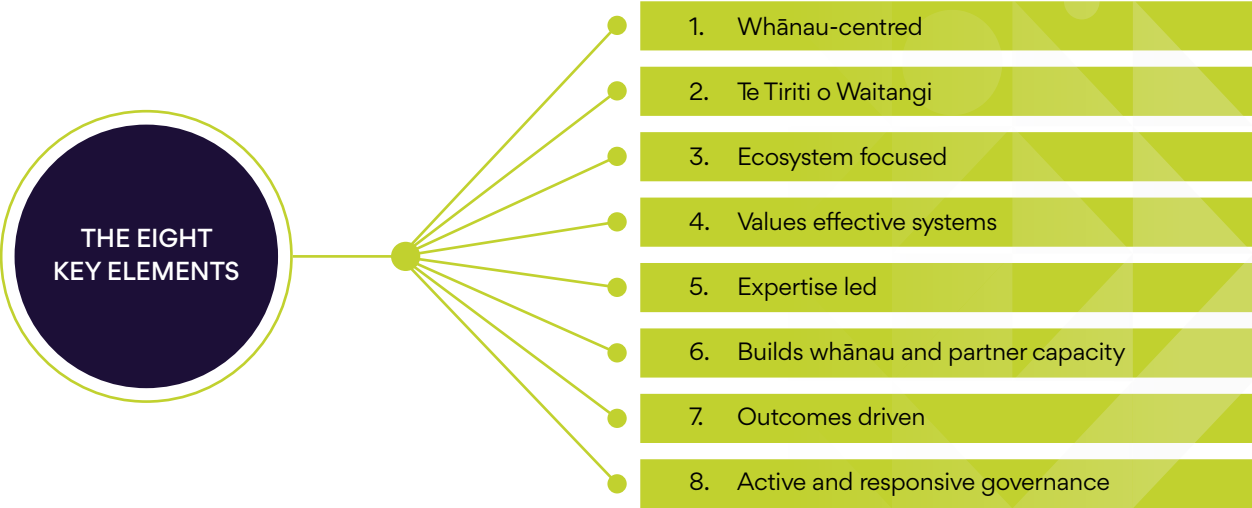 THE EIGHT
KEY ELEMENTS
1. Whānau-centred
2. Te Tiriti o Waitangi
3. Ecosystem focused
4. Values effective systems
5. Expertise led
6. Builds whānau and partner capacity
7. Outcomes driven
8. Active and responsive governance